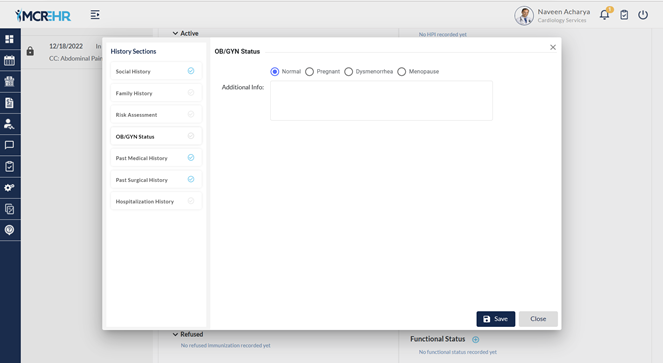 iMCREHR
Naveen Acharya
Cardiology Services
12/18/2022
CC: Abdominal Pain
Active
No HPI recorded yet
History Sections
Social History
Family History
Risk Assessment
OB/GYN Status
Past Medical History
Past Surgical History
Hospitalization History
OB/GYN Status
Normal Pregnant Dysmenorrhea Menopause
Additional Info:
Save Close
Refused
No refused immunization recorded yet
Functional Status
No functional status recorded yet